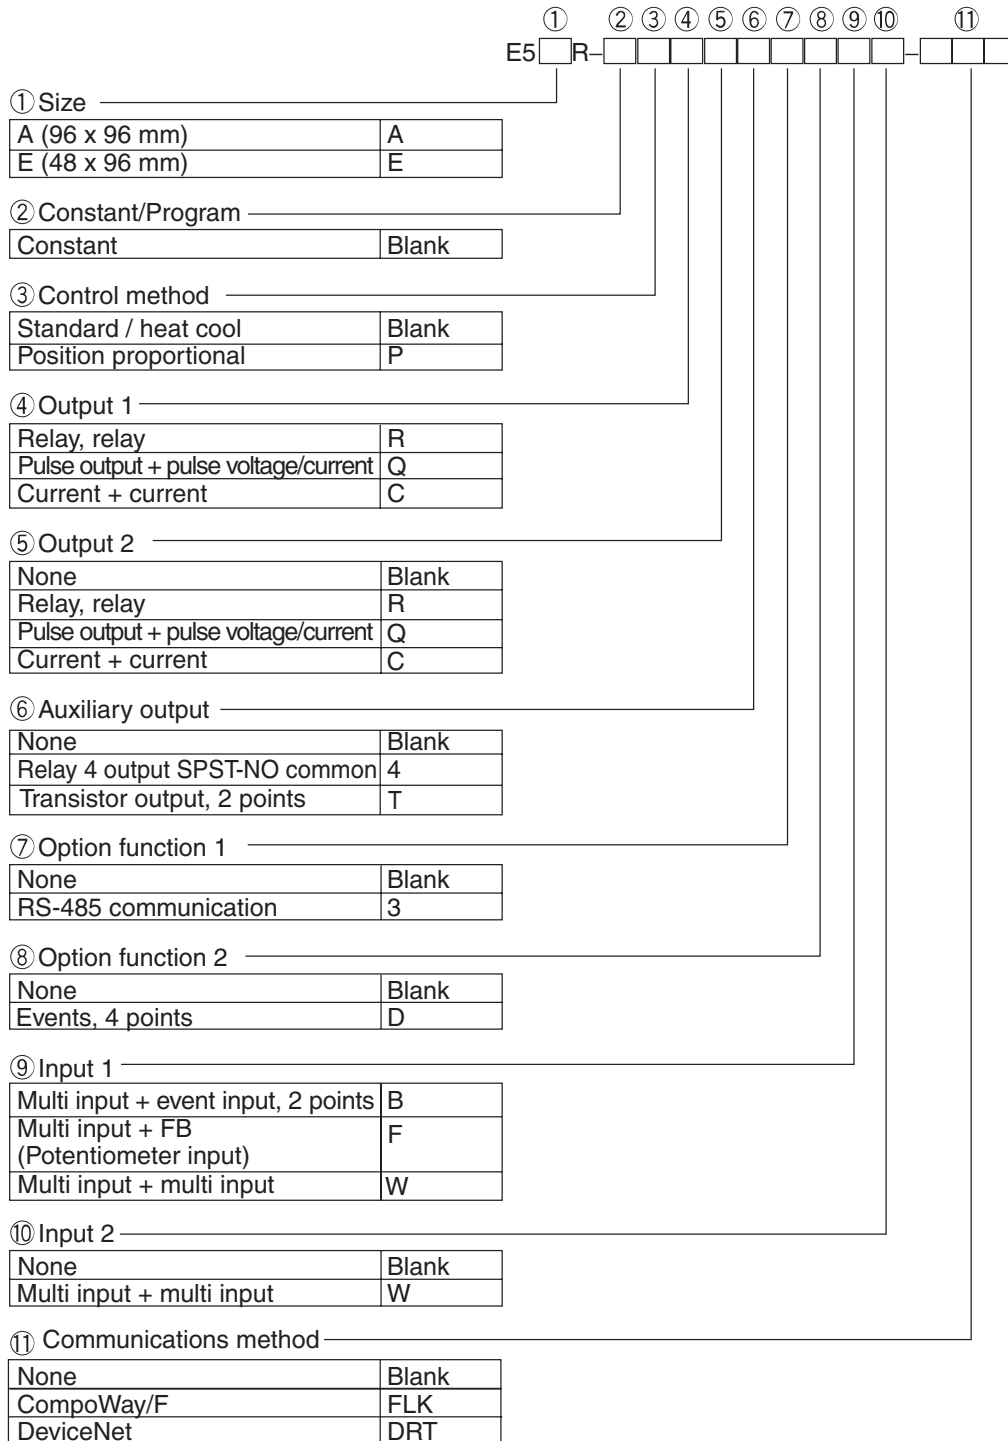 ① ② ③ ④ ⑤ ⑥ ⑦ ⑧ ⑨ ⑩ ⑪
E5 R– –
① Size
A (96 x 96 mm) A
E (48 x 96 mm) E
② Constant/Program
Constant Blank
③ Control method
Standard / heat cool Blank
Position proportional P
④ Output 1
Relay, relay R
Pulse output + pulse voltage/current Q
Current + current C
⑤ Output 2
None Blank
Relay, relay R
Pulse output + pulse voltage/current Q
Current + current C
⑥ Auxiliary output
None Blank
Relay 4 output SPST-NO common 4
Transistor output, 2 points T
⑦ Option function 1
None Blank
RS-485 communication 3
⑧ Option function 2
None Blank
Events, 4 points D
⑨ Input 1
Multi input + event input, 2 points B
Multi input + FB F
(Potentiometer input)
Multi input + multi input W
⑩ Input 2
None Blank
Multi input + multi input W
⑪ Communications method
None Blank
CompoWay/F FLK
DeviceNet DRT